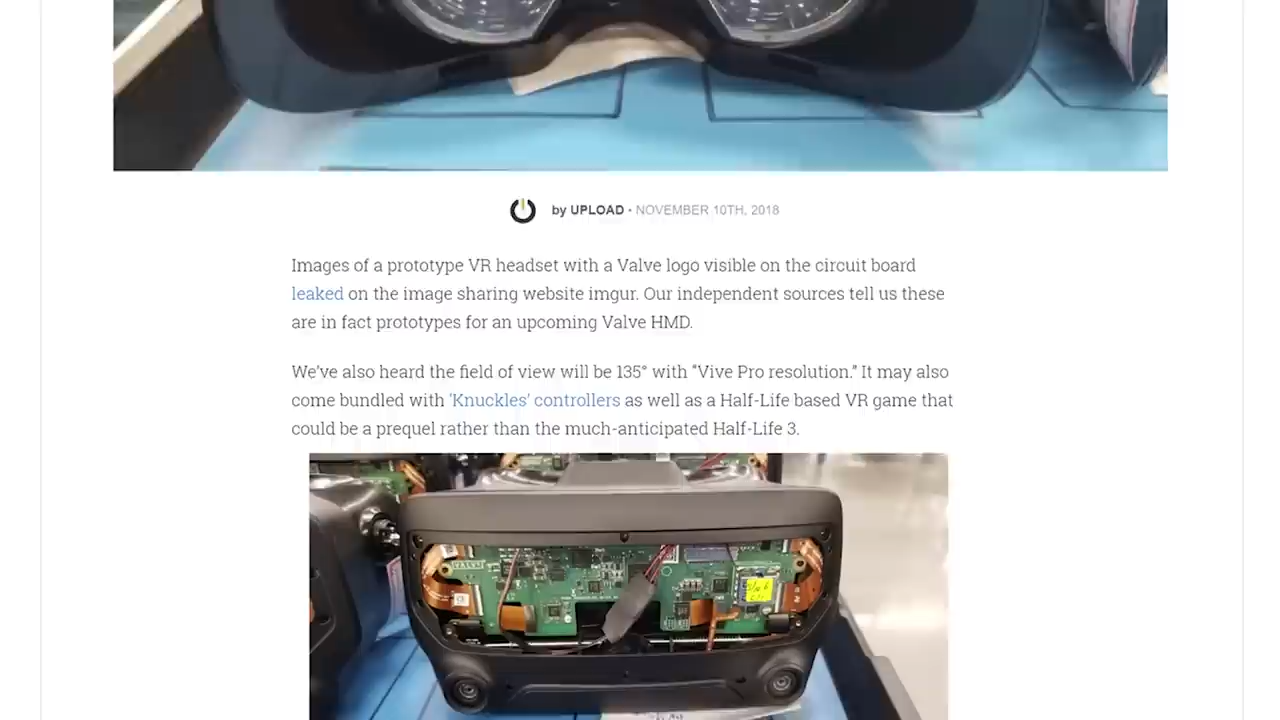 by UPLOAD • NOVEMBER 10TH, 2018
Images of a prototype VR headset with a Valve logo visible on the circuit board
leaked on the image sharing website imgur. Our independent sources tell us these
are in fact prototypes for an upcoming Valve HMD.
We've also heard the field of view will be 135° with “Vive Pro resolution.” It may also
come bundled with ‘Knuckles’ controllers as well as a Half-Life based VR game that
could be a prequel rather than the much-anticipated Half-Life 3.
VALVE